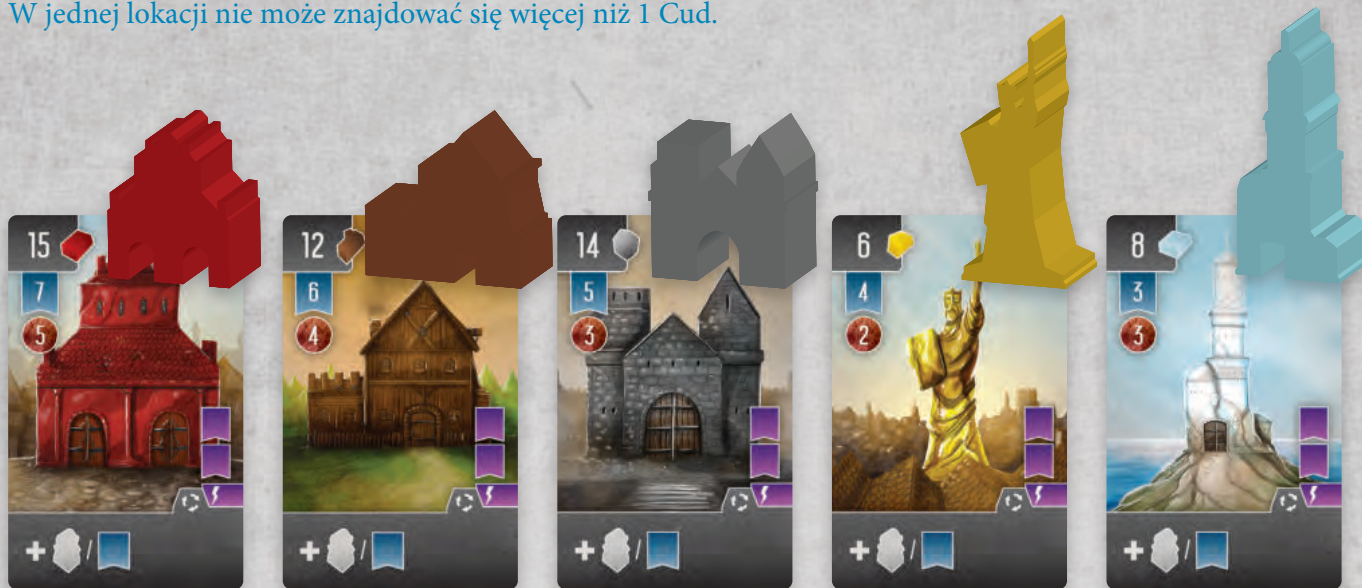 W jednej lokacji nie może znajdować się więcej niż 1 Cud.
15 12 14 6 8
7 6 5 4 3
5 4 3 2 3
+ / + / + / + / + /